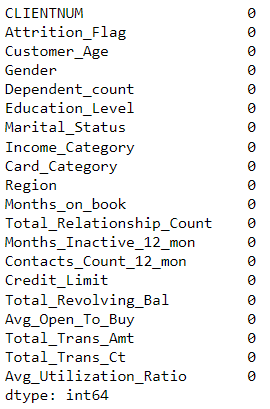 CLIENTNUM 0
Attrition_Flag 0
Customer_Age 0
Gender 0
Dependent_count 0
Education_Level 0
Marital_Status 0
Income_Category 0
Card_Category 0
Region 0
Months_on_book 0
Total_Relationship_Count 0
Months_Inactive_12_mon 0
Contacts_Count_12_mon 0
Credit_Limit 0
Total_Revolving_Bal 0
Avg_Open_To_Buy 0
Total_Trans_Amt 0
Total_Trans_Ct 0
Avg_Utilization_Ratio 0
dtype: int64